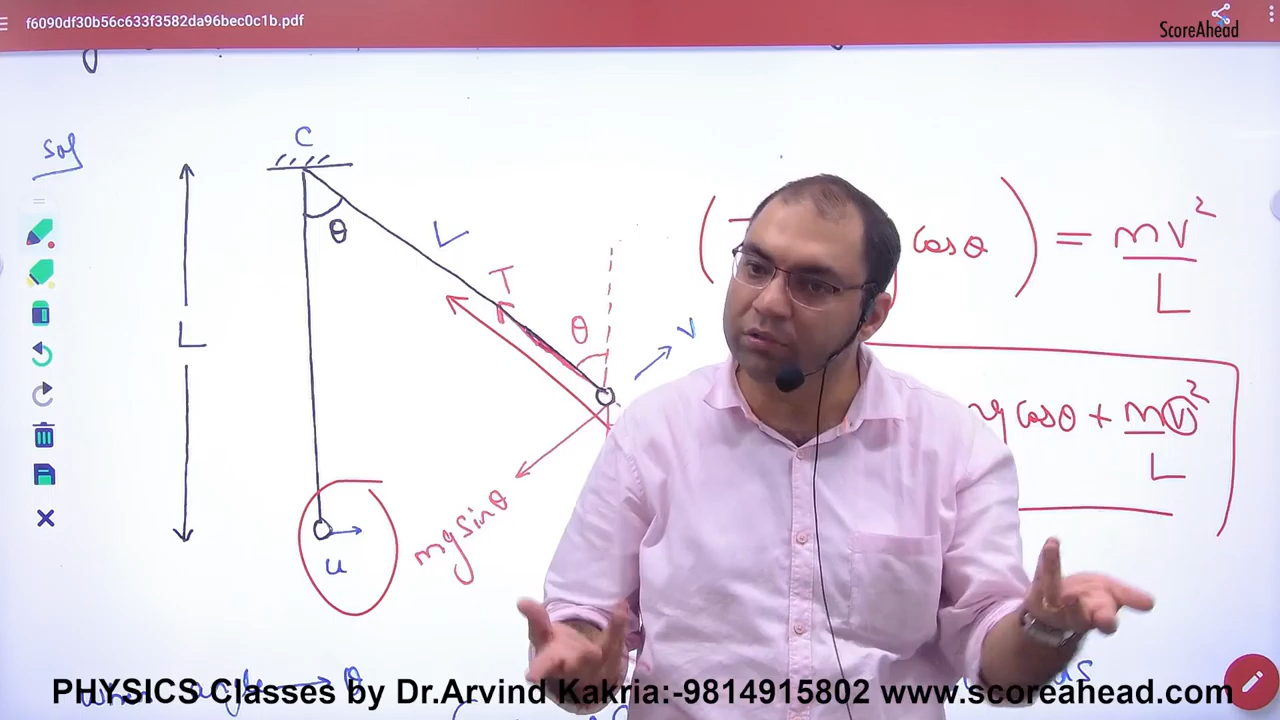 f6090df30b56c633f3582da96bec0c1b.pdf
ScoreAhead
Sol
C
θ
L
L
T
θ
v
mg sinθ
u
cosθ ) = mv²
L
mg cosθ + mv²
L
θ
PHYSICS Classes by Dr.Arvind Kakria:-9814915802 www.scoreahead.com